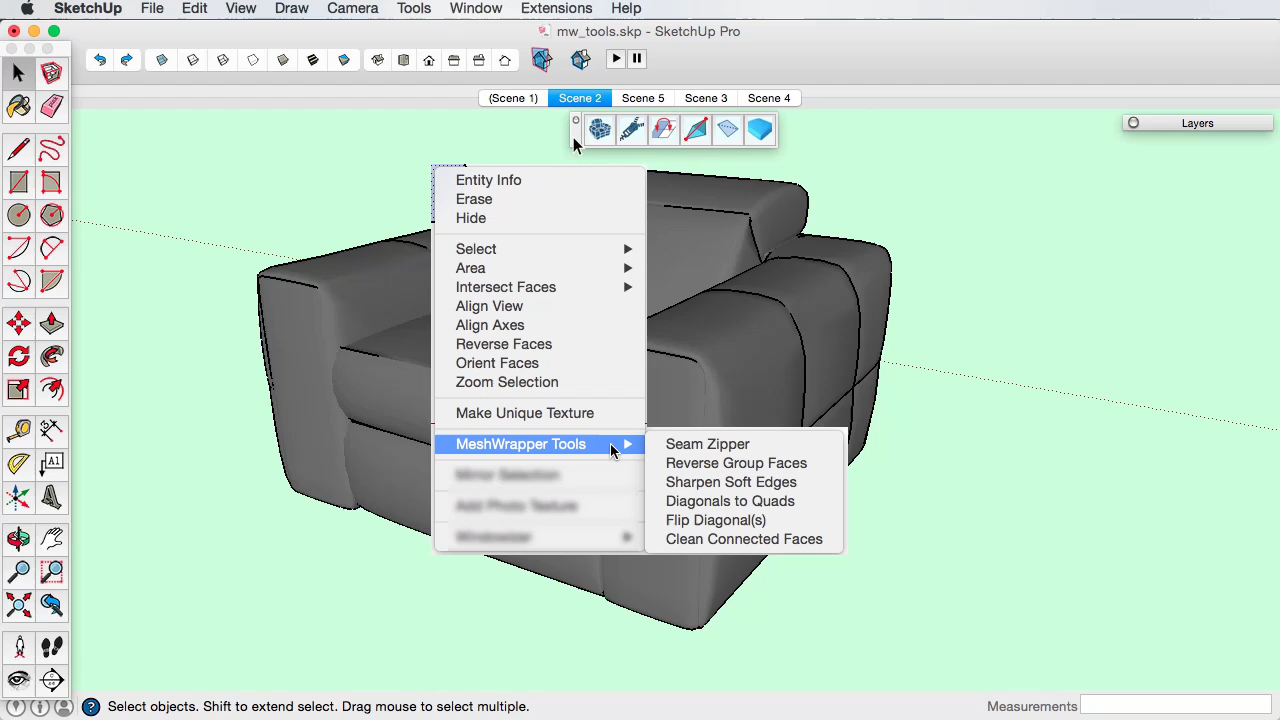 SketchUp File Edit View Draw Camera Tools Window Extensions Help
mw_tools.skp - SketchUp Pro
(Scene 1) Scene 2 Scene 5 Scene 3 Scene 4
Layers
Entity Info
Erase
Hide
Select
Area
Intersect Faces
Align View
Align Axes
Reverse Faces
Orient Faces
Zoom Selection
Make Unique Texture
MeshWrapper Tools
Mirror Selection
Add Photo Texture
Seam Zipper
Reverse Group Faces
Sharpen Soft Edges
Diagonals to Quads
Flip Diagonal(s)
Clean Connected Faces
A1
Select objects. Shift to extend select. Drag mouse to select multiple.
Measurements